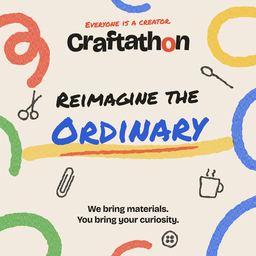 Everyone is a creator.
Craftathon
Reimagine the
Ordinary
We bring materials.
You bring your curiosity.